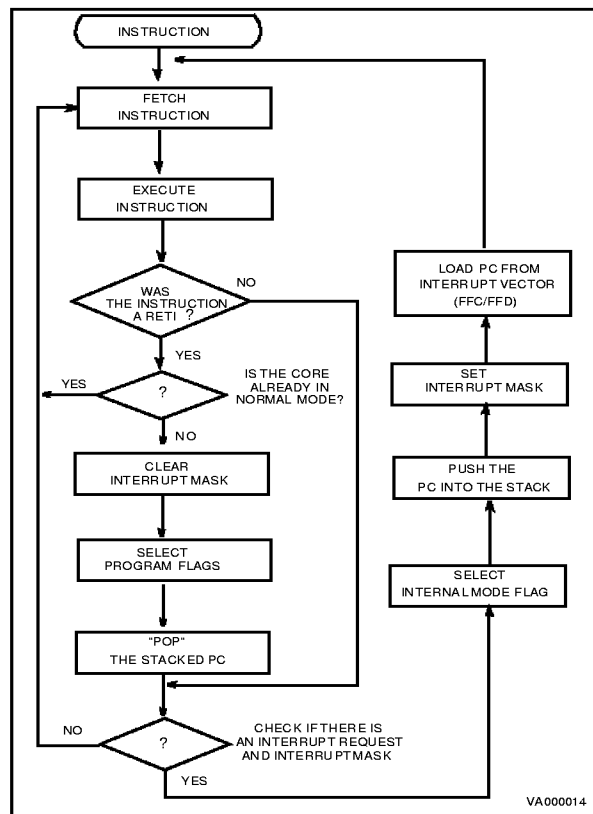 INSTRUCTION
FETCH
INSTRUCTION
EXECUTE
INSTRUCTION
WAS
THE INSTRUCTION
A RETI ?
NO
YES
?
IS THE CORE
ALREADY IN
NORMAL MODE?
YES
NO
CLEAR
INTERRUPT MASK
SELECT
PROGRAM FLAGS
"POP"
THE STACKED PC
?
CHECK IF THERE IS
AN INTERRUPT REQUEST
AND INTERRUPT MASK
NO
YES
LOAD PC FROM
INTERRUPT VECTOR
(FFC/FFD)
SET
INTERRUPT MASK
PUSH THE
PC INTO THE STACK
SELECT
INTERNAL MODE FLAG
VA000014